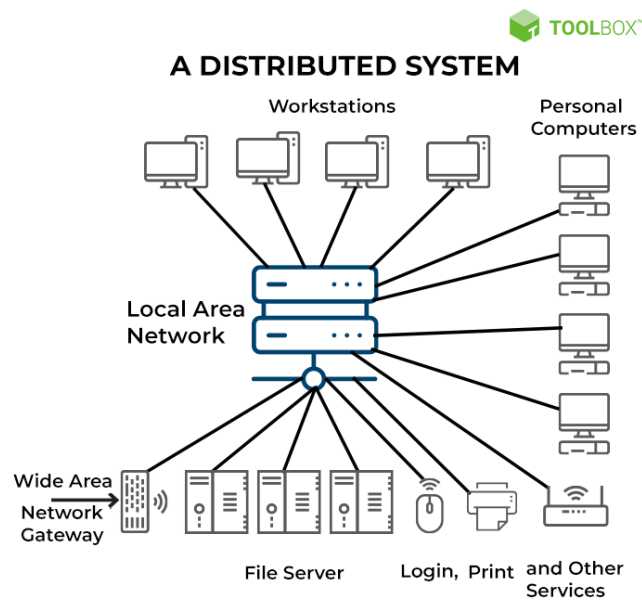 TOOLBOX™
A DISTRIBUTED SYSTEM
Workstations
Personal
Computers
Local Area
Network
Wide Area
Network
Gateway
File Server
Login, Print and Other
Services